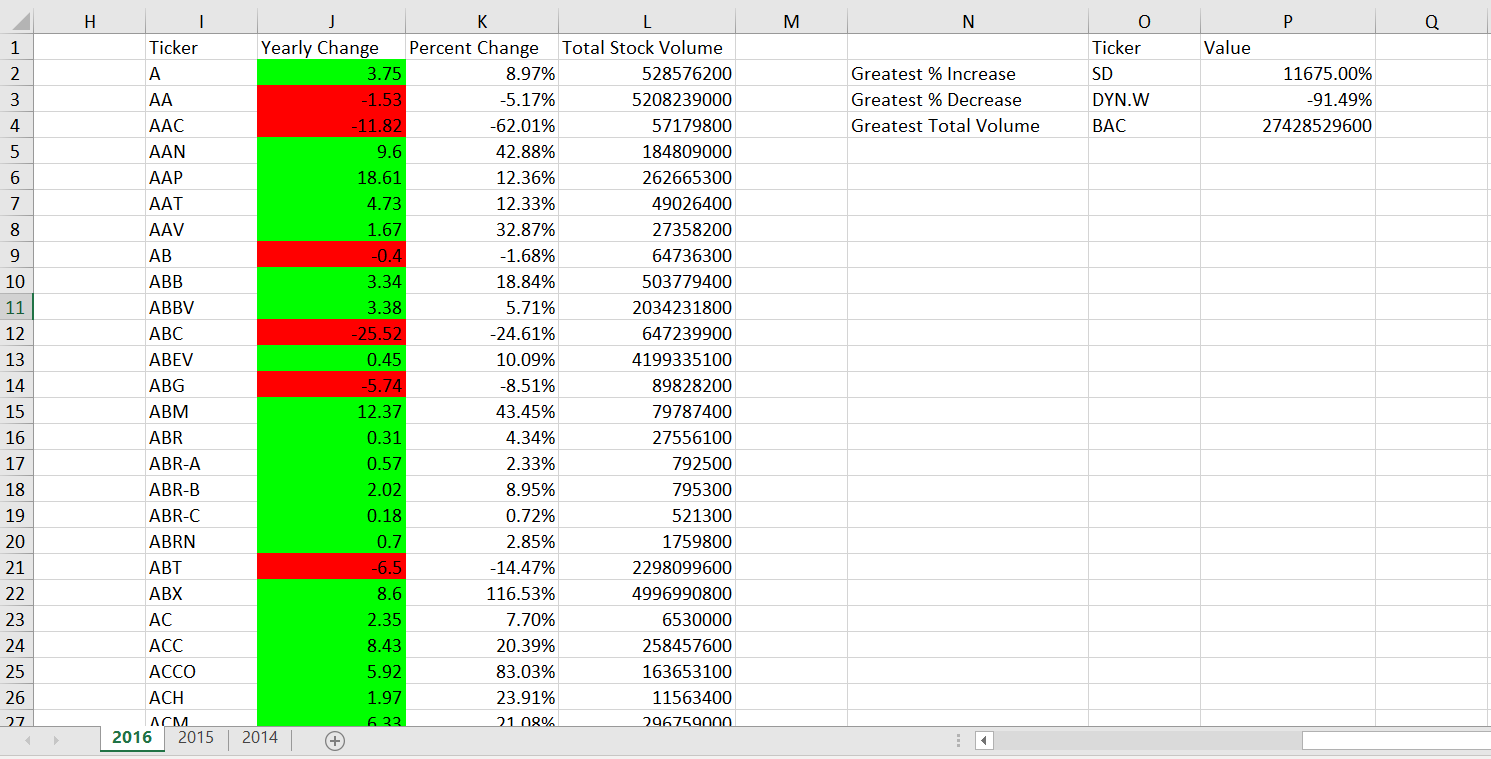 H I J K L M N O P Q
1 Ticker Yearly Change Percent Change Total Stock Volume Ticker Value
2 A 3.75 8.97% 528576200 Greatest % Increase SD 11675.00%
3 AA -1.53 -5.17% 5208239000 Greatest % Decrease DYN.W -91.49%
4 AAC -11.82 -62.01% 57179800 Greatest Total Volume BAC 27428529600
5 AAN 9.6 42.88% 184809000
6 AAP 18.61 12.36% 262665300
7 AAT 4.73 12.33% 49026400
8 AAV 1.67 32.87% 27358200
9 AB -0.4 -1.68% 64736300
10 ABB 3.34 18.84% 503779400
11 ABBV 3.38 5.71% 2034231800
12 ABC -25.52 -24.61% 647239900
13 ABEV 0.45 10.09% 4199335100
14 ABG -5.74 -8.51% 89828200
15 ABM 12.37 43.45% 79787400
16 ABR 0.31 4.34% 27556100
17 ABR-A 0.57 2.33% 792500
18 ABR-B 2.02 8.95% 795300
19 ABR-C 0.18 0.72% 521300
20 ABRN 0.7 2.85% 1759800
21 ABT -6.5 -14.47% 2298099600
22 ABX 8.6 116.53% 4996990800
23 AC 2.35 7.70% 6530000
24 ACC 8.43 20.39% 258457600
25 ACCO 5.92 83.03% 163653100
26 ACH 1.97 23.91% 11563400
27 ACM 6.33 21.08% 296759000
2016 2015 2014